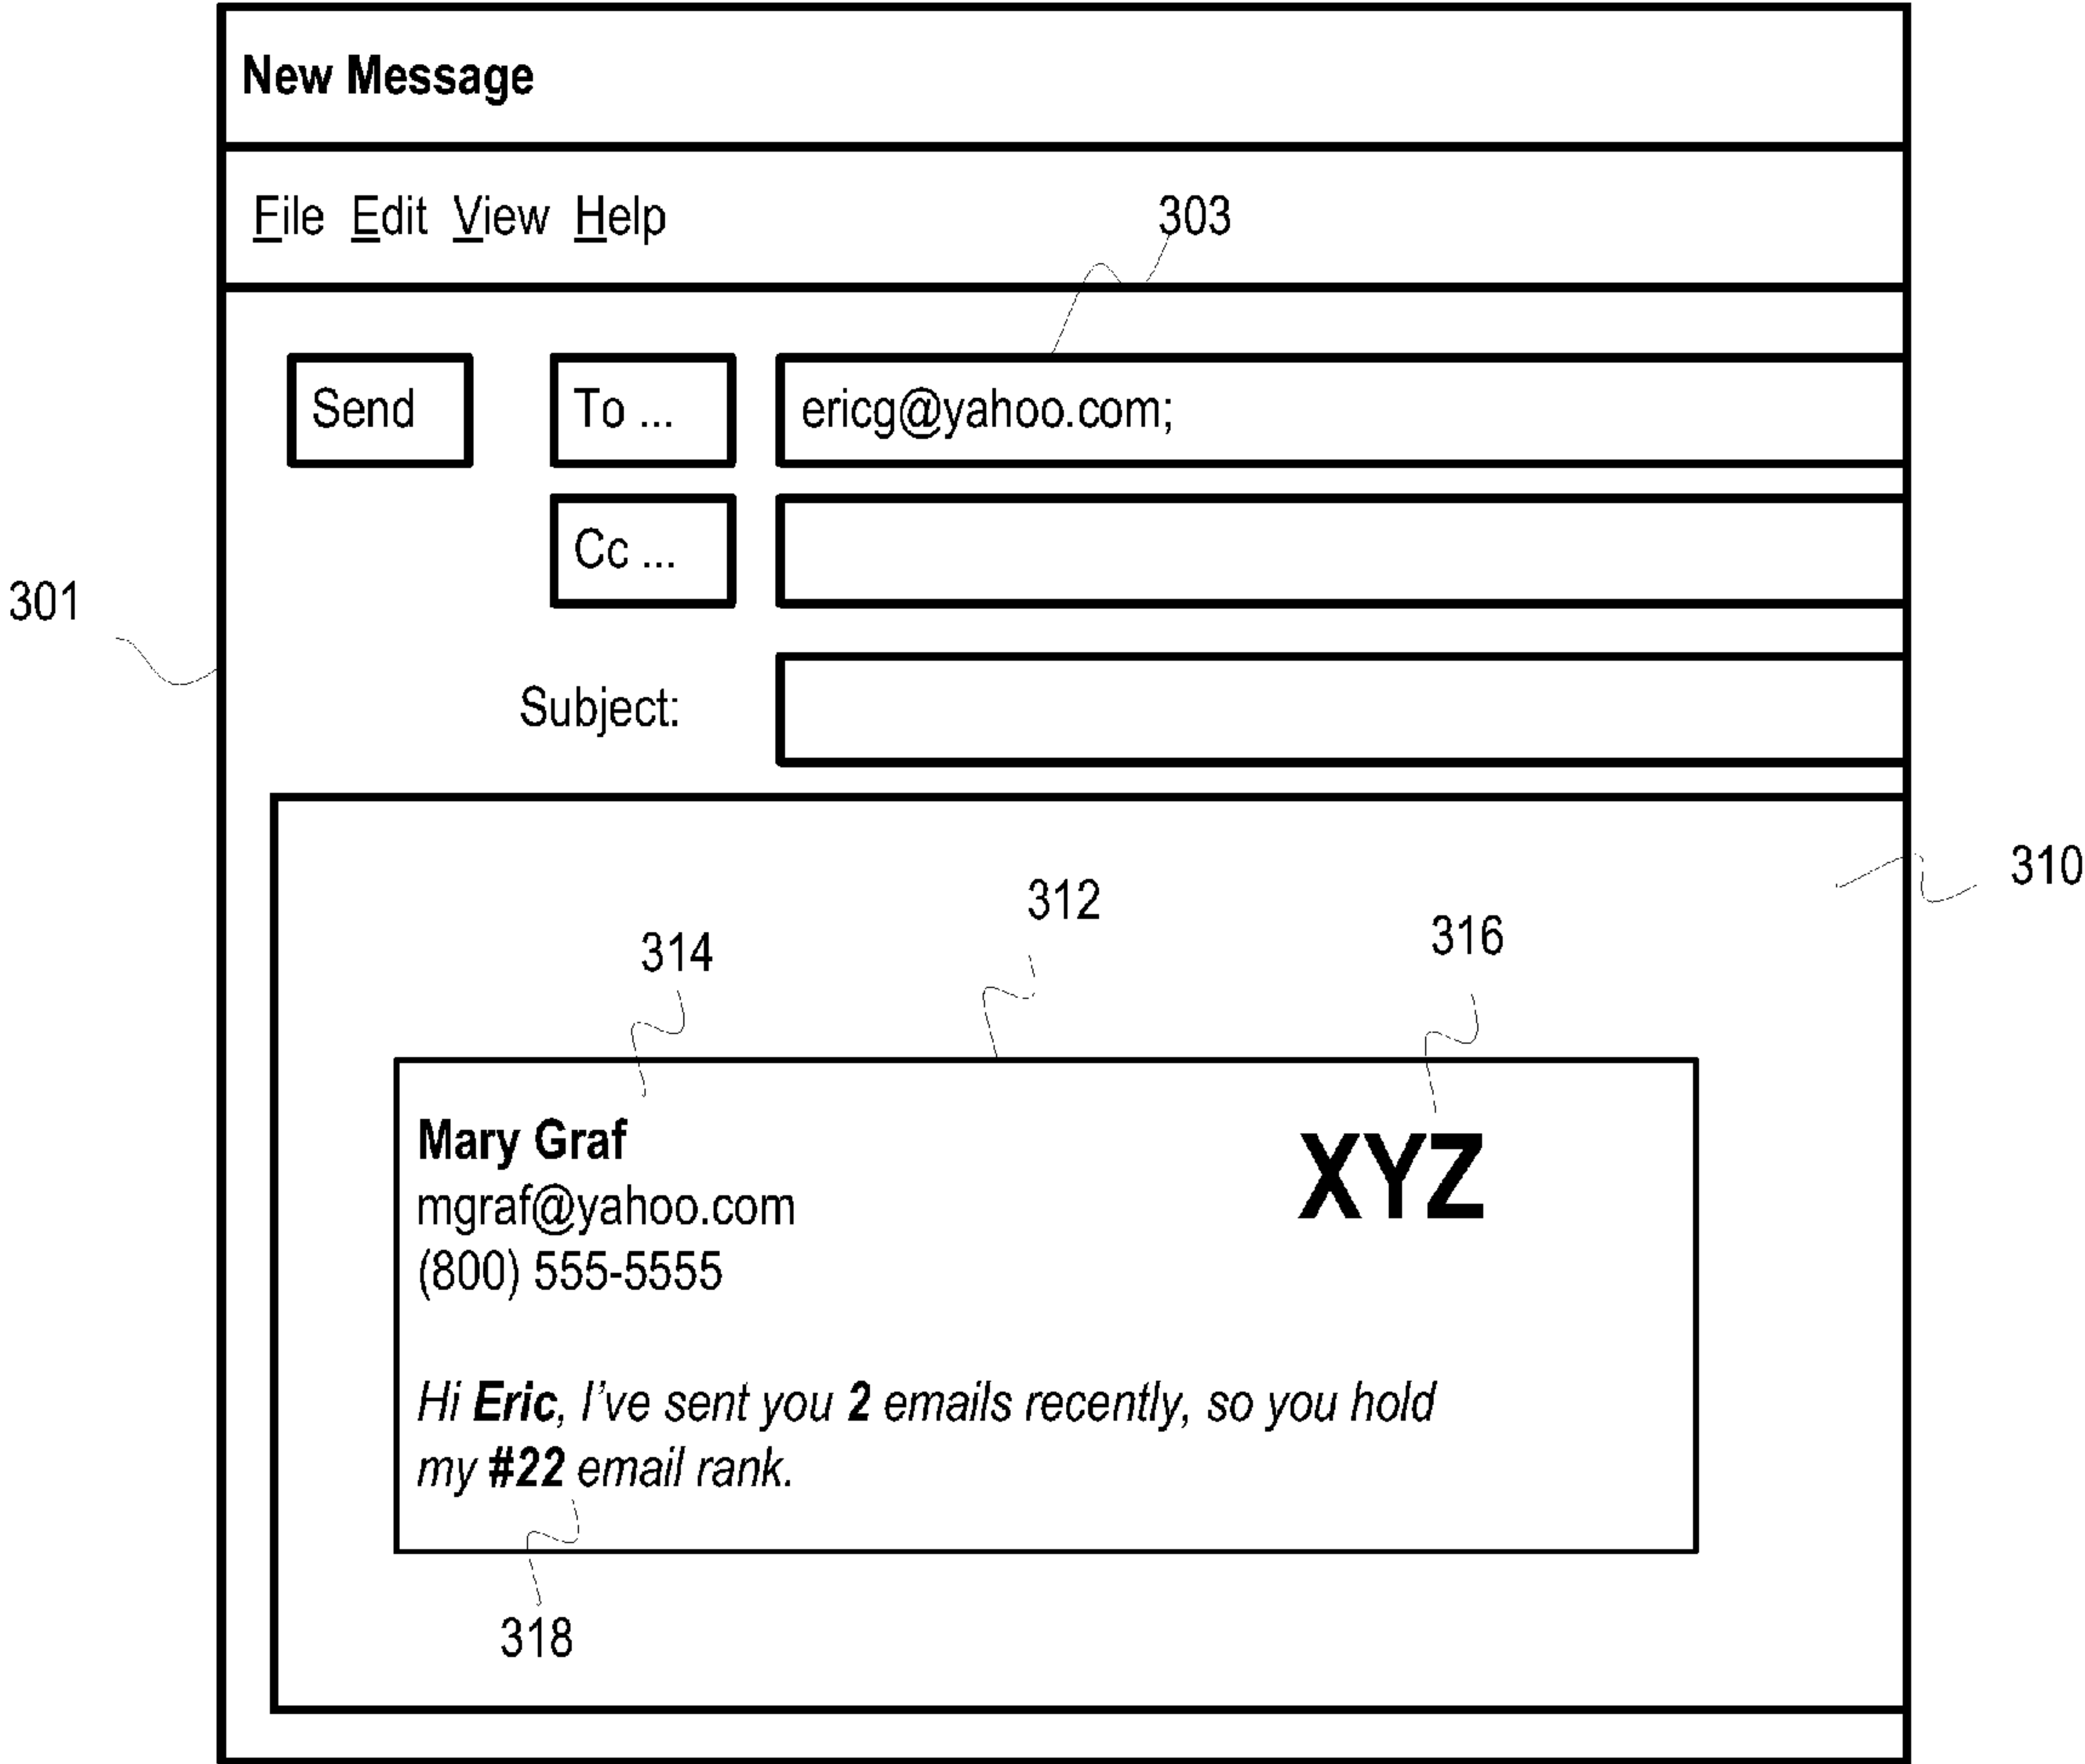 New Message
File Edit View Help
303
Send To ... ericg@yahoo.com;
Cc ...
301
Subject:
310
312
314
316
Mary Graf
XYZ
mgraf@yahoo.com
(800) 555-5555
Hi Eric, I've sent you 2 emails recently, so you hold
my #22 email rank.
318